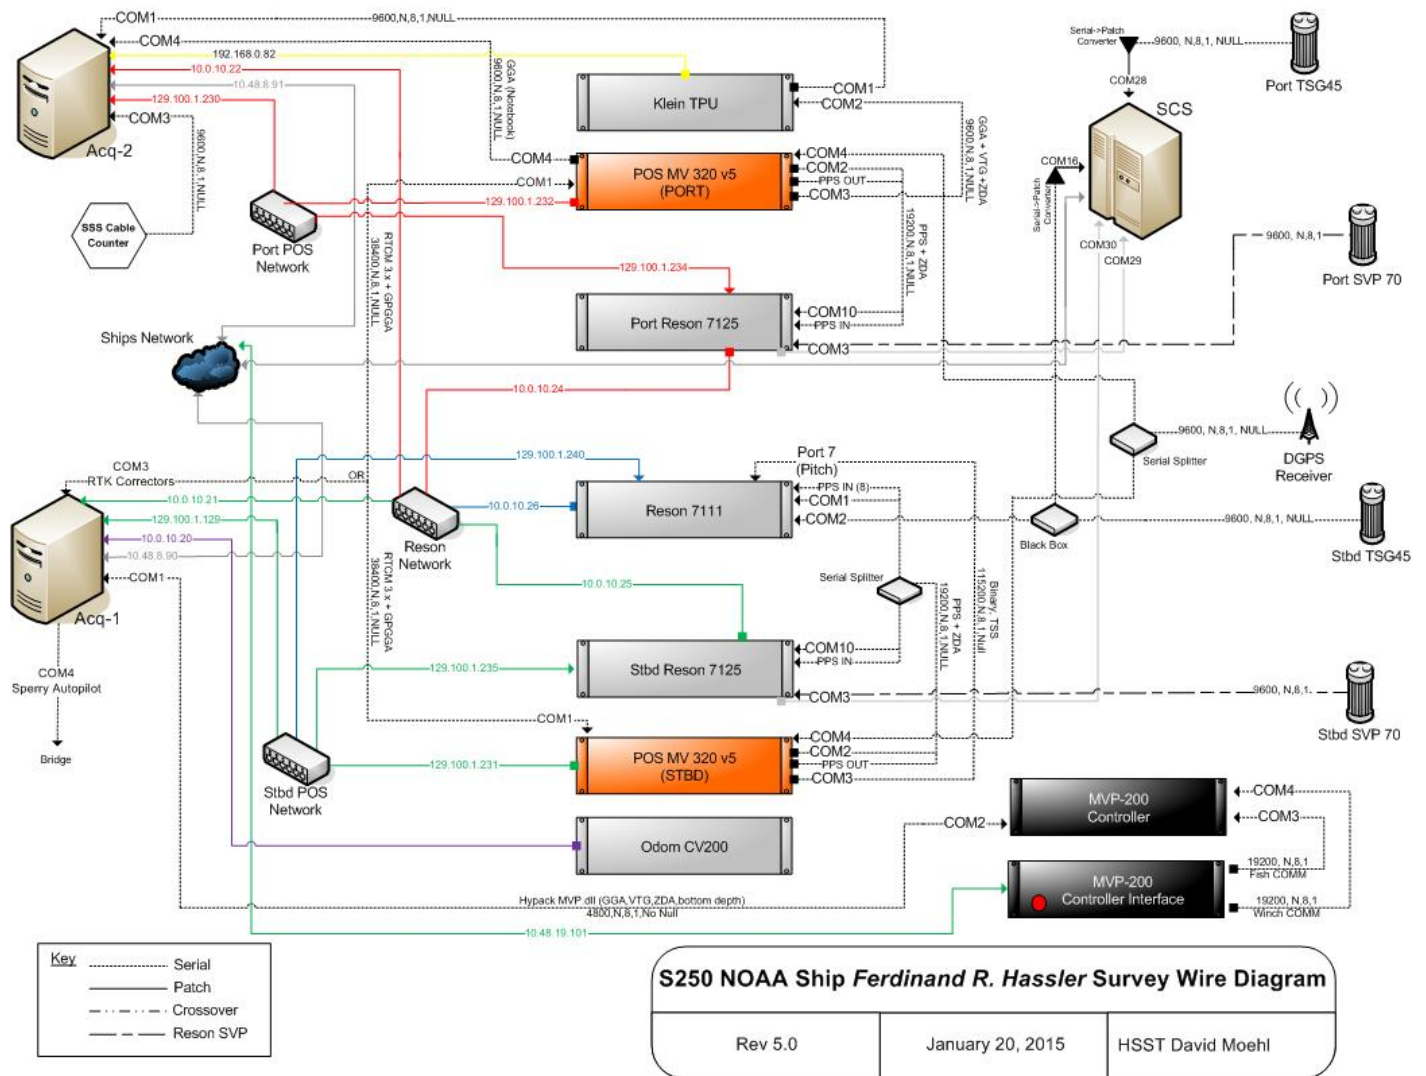 COM1
9600,N,8,1,NULL
COM4
192.168.0.82
10.0.10.22
10.48.8.91
129.100.1.230
COM3
Acq-2
9600,N,8,1,NULL
SSS Cable
Counter
GGA (Notebook)
9600,N,8,1,NULL
COM4
COM1
Klein TPU
COM1
COM2
GGA + VTG +ZDA
9600,N,8,1,NULL
POS MV 320 v5
(PORT)
COM4
COM2
PPS OUT
COM3
129.100.1.232
Port POS
Network
RTCM 3.x + GPGGA
38400,N,8,1,NULL
PPS + ZDA
19200,N,8,1,NULL
129.100.1.234
Port Reson 7125
COM10
PPS IN
COM3
Serial->Patch
Converter
9600, N,8,1, NULL
Port TSG45
COM28
SCS
COM16
Serial->Patch
Converter
COM30
COM29
9600, N,8,1
Port SVP 70
Ships Network
10.0.10.24
9600, N,8,1, NULL
Serial Splitter
DGPS
Receiver
COM3
RTK Correctors
OR
129.100.1.240
Port 7
(Pitch)
10.0.10.21
129.100.1.129
10.0.10.20
10.48.8.90
COM1
Acq-1
Reson
Network
10.0.10.26
Reson 7111
PPS IN (8)
COM1
COM2
Black Box
9600, N,8,1, NULL
Stbd TSG45
RTCM 3.x + GPGGA
38400,N,8,1,NULL
10.0.10.25
Serial Splitter
PPS + ZDA
19200,N,8,1,NULL
Binary, TSS
115200,N,8,1,Null
COM4
Sperry Autopilot
Bridge
129.100.1.235
Stbd Reson 7125
COM10
PPS IN
COM3
9600, N,8,1
Stbd SVP 70
COM1
Stbd POS
Network
129.100.1.231
POS MV 320 v5
(STBD)
COM4
COM2
PPS OUT
COM3
Odom CV200
COM2
MVP-200
Controller
COM4
COM3
MVP-200
Controller Interface
19200, N,8,1
Fish COMM
19200, N,8,1
Winch COMM
Hypack MVP.dll (GGA,VTG,ZDA,bottom depth)
4800,N,8,1,No Null
10.48.19.101
Key
Serial
Patch
Crossover
Reson SVP
S250 NOAA Ship Ferdinand R. Hassler Survey Wire Diagram
Rev 5.0
January 20, 2015
HSST David Moehl